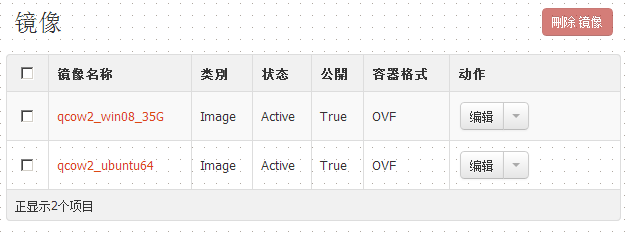 镜像
刪除 镜像
镜像名称 类别 状态 公開 容器格式 动作
qcow2_win08_35G Image Active True OVF 编辑
qcow2_ubuntu64 Image Active True OVF 编辑
正显示2个项目